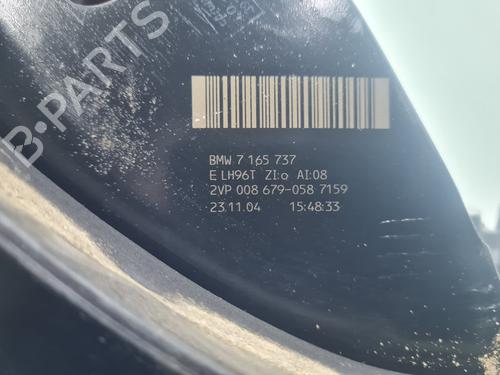 B-PARTS
BMW 7 165 737
E LH96T ZI:o AI:08
2VP 008 679-058 7159
23.11.04 15:48:33